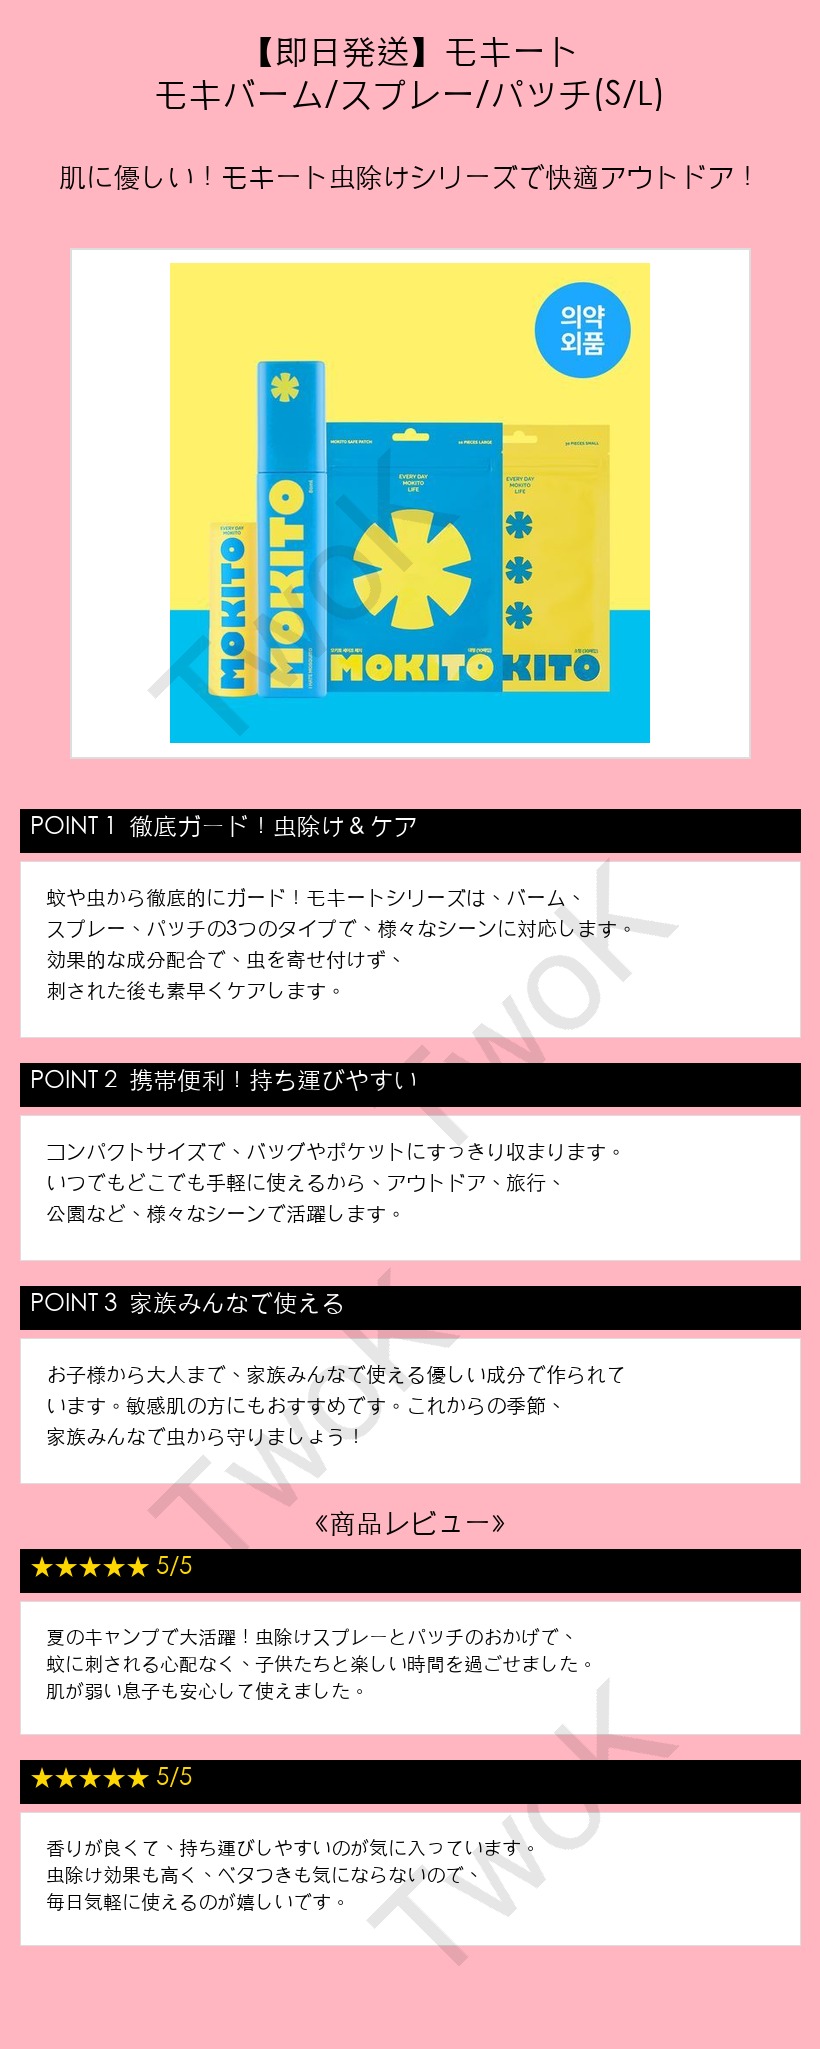 【即日発送】モキート
モキバーム/スプレー/パッチ(S/L)
肌に優しい！モキート虫除けシリーズで快適アウトドア！
의약
외품
MOKITO SAFE PATCH
10 PIECES LARGE
30 PIECES SMALL
EVERY DAY
MOKITO
LIFE
EVERY DAY
MOKITO
LIFE
EVERY DAY
MOKITO
MOKITO
80ml
MOKITO
MOKITO
KITO
TwoK
POINT 1 徹底ガード！虫除け＆ケア
蚊や虫から徹底的にガード！モキートシリーズは、バーム、
スプレー、パッチの3つのタイプで、様々なシーンに対応します。
効果的な成分配合で、虫を寄せ付けず、
刺された後も素早くケアします。
TwoK
POINT 2 携帯便利！持ち運びやすい
コンパクトサイズで、バッグやポケットにすっきり収まります。
いつでもどこでも手軽に使えるから、アウトドア、旅行、
公園など、様々なシーンで活躍します。
POINT 3 家族みんなで使える
お子様から大人まで、家族みんなで使える優しい成分で作られて
います。敏感肌の方にもおすすめです。これからの季節、
家族みんなで虫から守りましょう！
TwoK
《商品レビュー》
★★★★★ 5/5
夏のキャンプで大活躍！虫除けスプレーとパッチのおかげで、
蚊に刺される心配なく、子供たちと楽しい時間を過ごせました。
肌が弱い息子も安心して使えました。
★★★★★ 5/5
香りが良くて、持ち運びしやすいのが気に入っています。
虫除け効果も高く、ベタつきも気にならないので、
毎日気軽に使えるのが嬉しいです。
TwoK